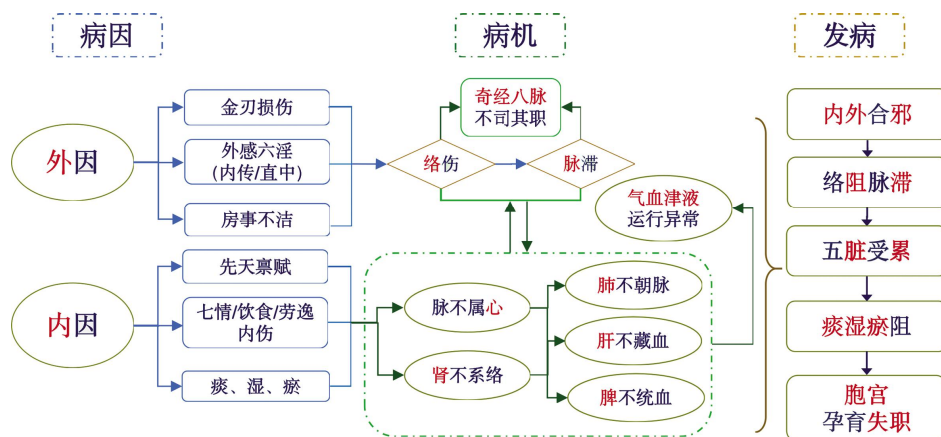 病因
病机
发病
外因
金刃损伤
外感六淫
(内传/直中)
房事不洁
内因
先天禀赋
七情/饮食/劳逸
内伤
痰、湿、瘀
奇经八脉
不司其职
络伤
脉滞
气血津液
运行异常
脉不属心
肾不系络
肺不朝脉
肝不藏血
脾不统血
内外合邪
络阻脉滞
五脏受累
痰湿瘀阻
胞宫
孕育失职